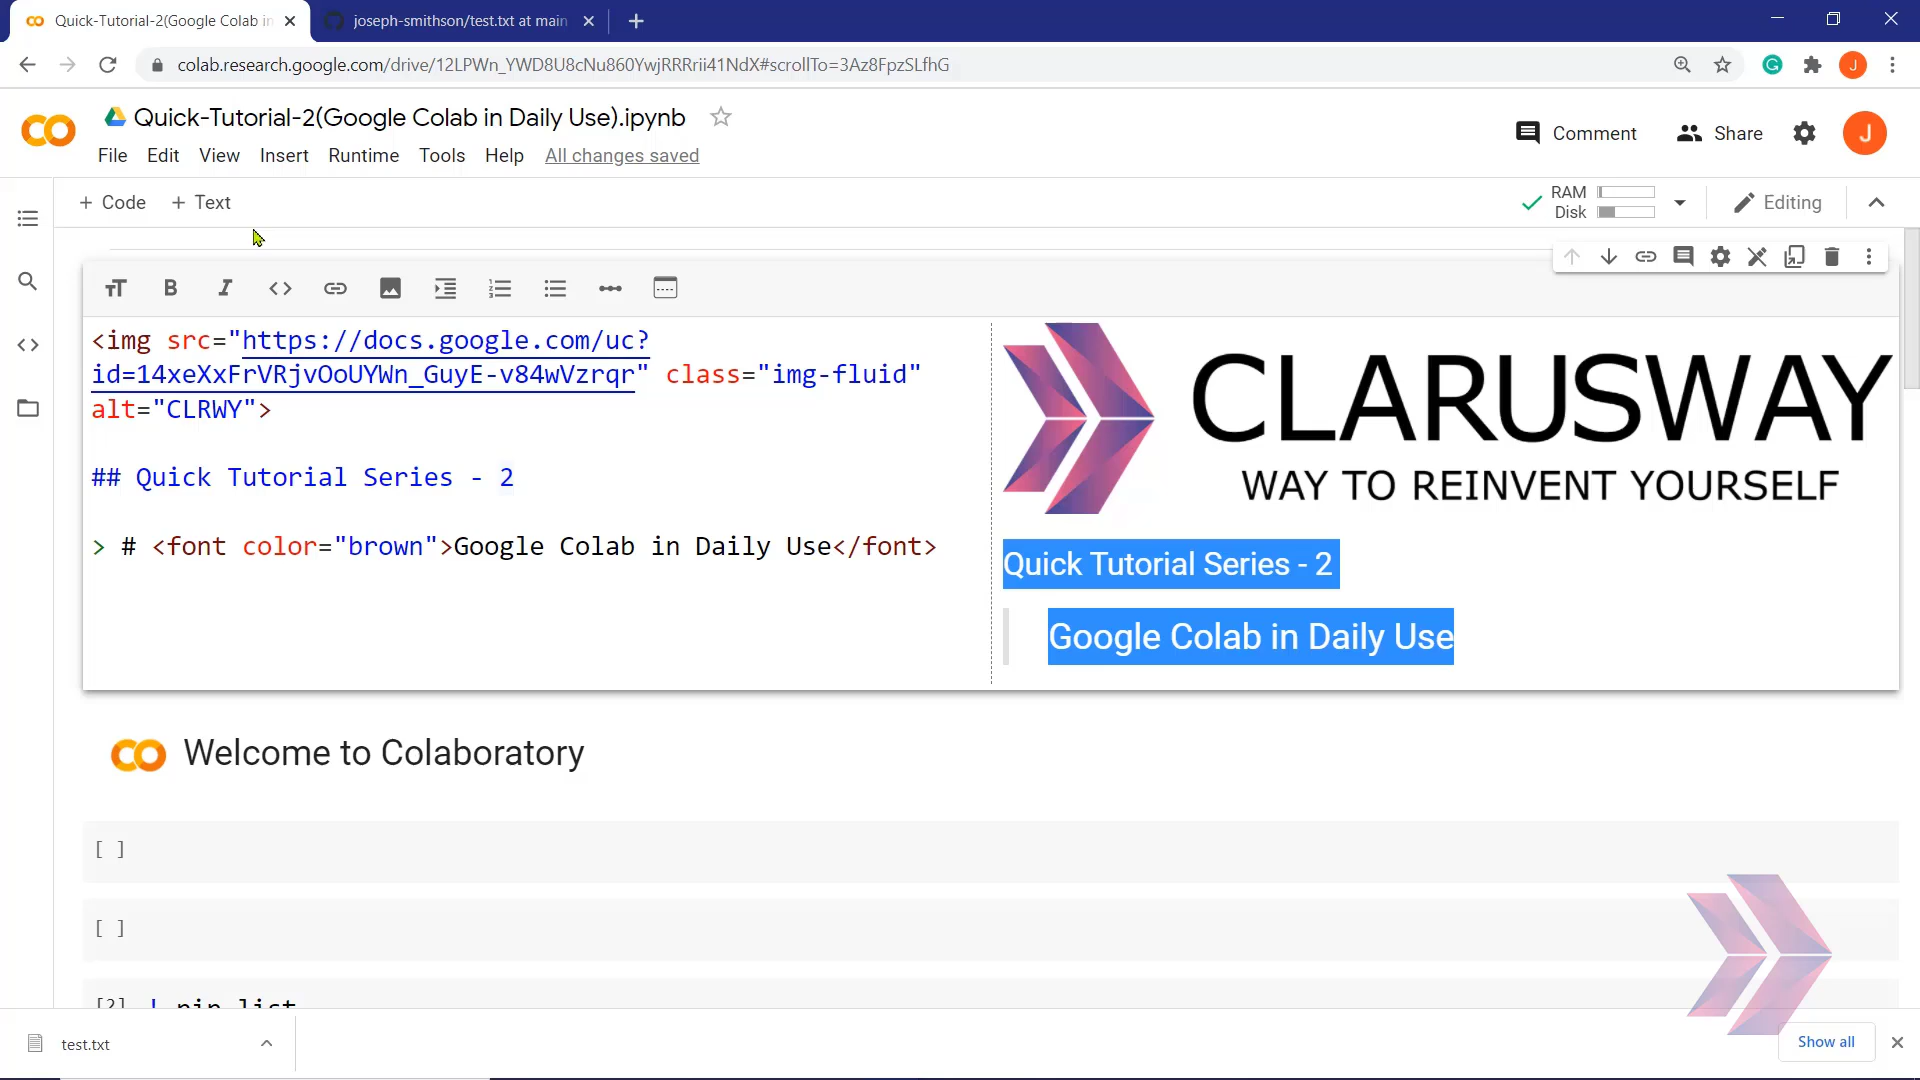 Quick-Tutorial-2(Google Colab in
joseph-smithson/test.txt at main
colab.research.google.com/drive/12LPWn_YWD8U8cNu860YwjRRRrii41NdX#scrollTo=3Az8FpzSLfhG
J
Quick-Tutorial-2(Google Colab in Daily Use).ipynb
Comment
Share
J
File Edit View Insert Runtime Tools Help All changes saved
+ Code + Text
RAM
Disk
Editing
<img src="https://docs.google.com/uc?
id=14xeXxFrVRjvOoUYWn_GuyE-v84wVzrqr" class="img-fluid"
alt="CLRWY">
## Quick Tutorial Series - 2
> # <font color="brown">Google Colab in Daily Use</font>
CLARUSWAY
WAY TO REINVENT YOURSELF
Quick Tutorial Series - 2
Google Colab in Daily Use
Welcome to Colaboratory
[ ]
[ ]
[2] ! pip list
test.txt
Show all